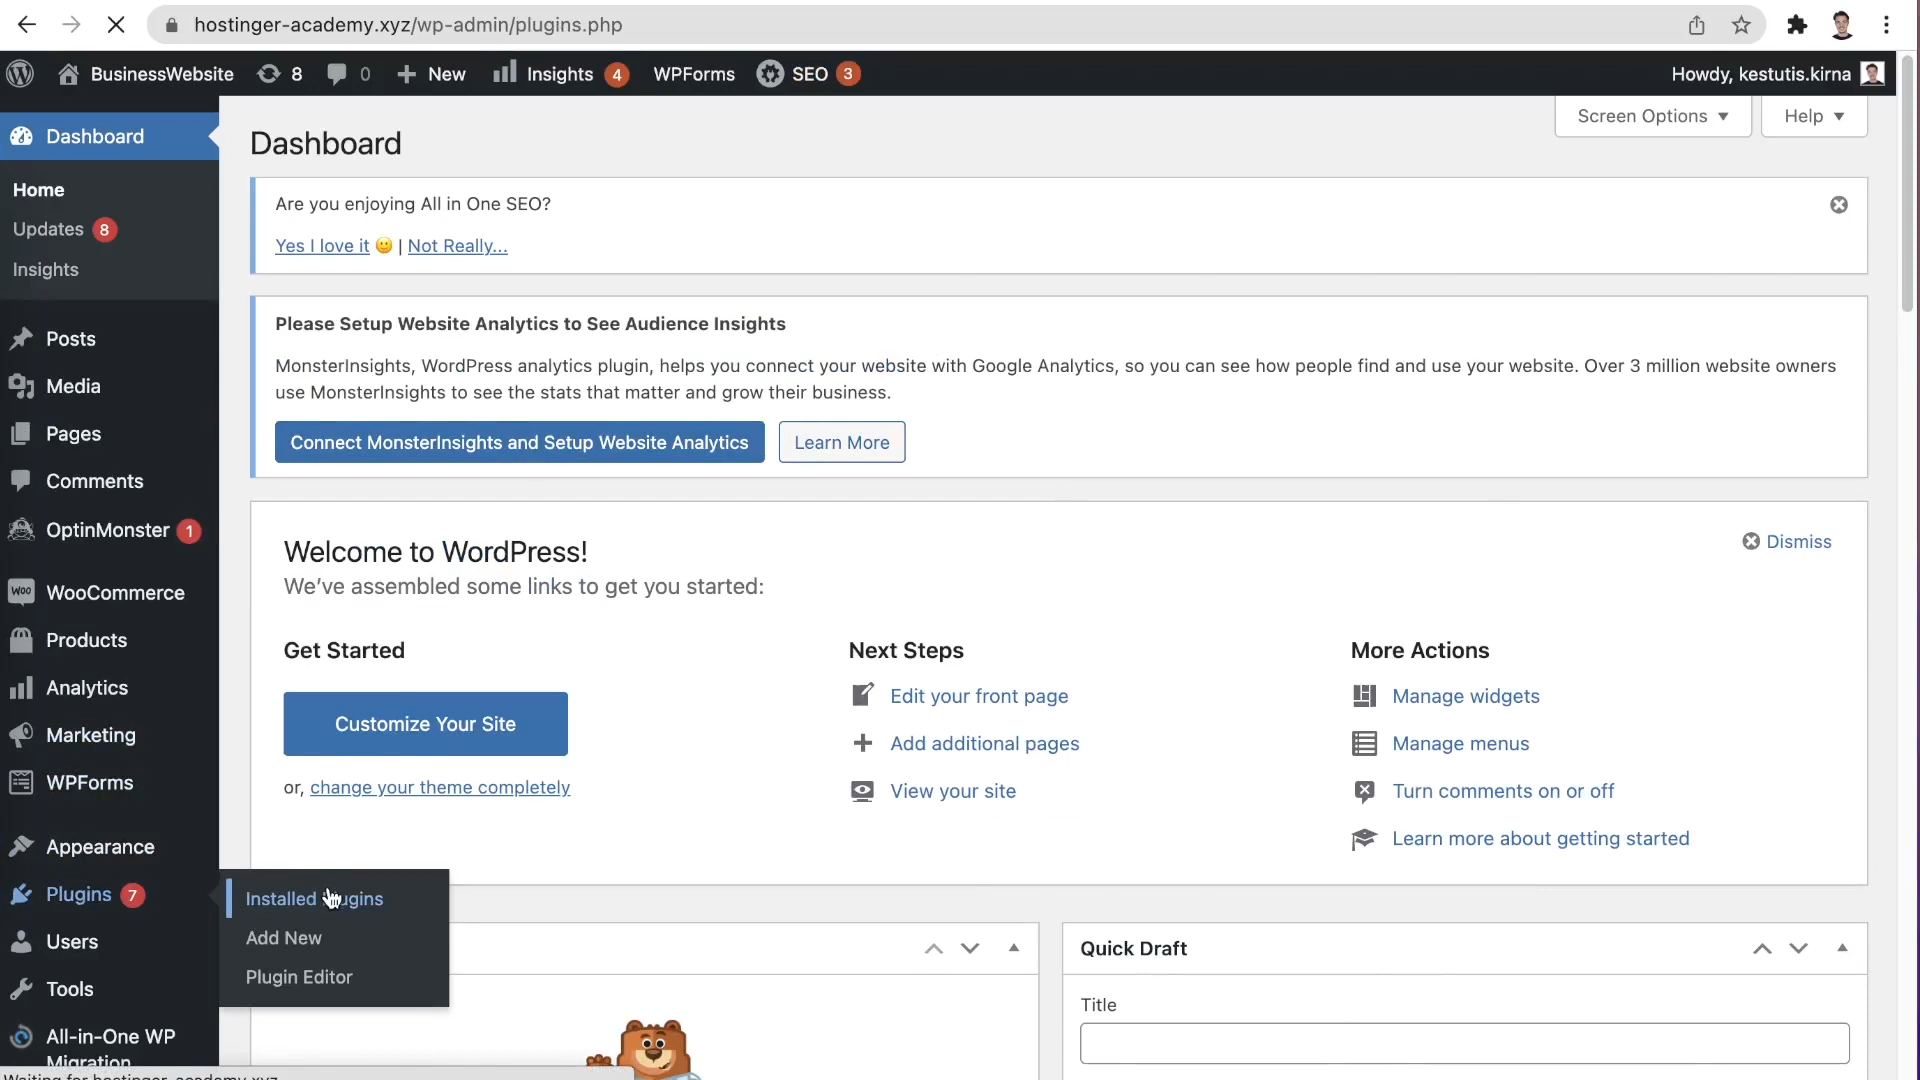 hostinger-academy.xyz/wp-admin/plugins.php
BusinessWebsite 8 0 New Insights 4 WPForms SEO 3 Howdy, kestutis.kirna
Screen Options Help
Dashboard
Home
Updates 8
Insights
Posts
Media
Pages
Comments
OptinMonster 1
WOO WooCommerce
Products
Analytics
Marketing
WPForms
Appearance
Plugins 7
Users
Tools
All-in-One WP
Migration
Installed
Add New
Plugin Editor
Dashboard
Are you enjoying All in One SEO?
Yes I love it 🙂 | Not Really...
Please Setup Website Analytics to See Audience Insights
MonsterInsights, WordPress analytics plugin, helps you connect your website with Google Analytics, so you can see how people find and use your website. Over 3 million website owners
use MonsterInsights to see the stats that matter and grow their business.
Connect MonsterInsights and Setup Website Analytics Learn More
Welcome to WordPress!
Dismiss
We've assembled some links to get you started:
Get Started
Customize Your Site
or, change your theme completely
Next Steps
Edit your front page
Add additional pages
View your site
More Actions
Manage widgets
Manage menus
Turn comments on or off
Learn more about getting started
Quick Draft
Title
Waiting for hostinger-academy.xyz